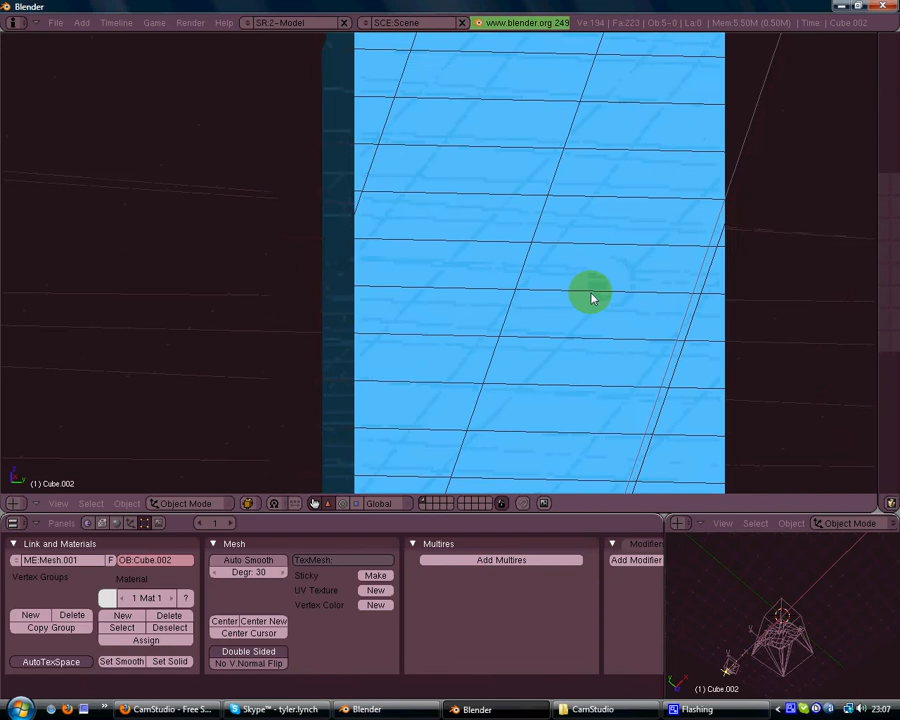 Blender
File Add Timeline Game Render Help SR:2-Model SCE:Scene www.blender.org 249 Ve:194 | Fa:223 | Ob:5-0 | La:0 | Mem:5.50M (0.50M) | Time: | Cube.002
(1) Cube.002
View Select Object Object Mode Global
View Select Object Object Mode
Panels 1
Link and Materials
ME:Mesh.001 F OB:Cube.002
Vertex Groups
Material
1 Mat 1 ?
New Delete New Delete
Copy Group Select Deselect
Assign
AutoTexSpace Set Smooth Set Solid
Mesh
Auto Smooth TexMesh:
Degr: 30 Sticky Make
UV Texture New
Vertex Color New
Center Center New
Center Cursor
Double Sided
No V.Normal Flip
Multires
Add Multires
Modifiers
Add Modifier
(1) Cube.002
CamStudio - Free S... Skype™ - tyler.lynch Blender Blender CamStudio Flashing 23:07